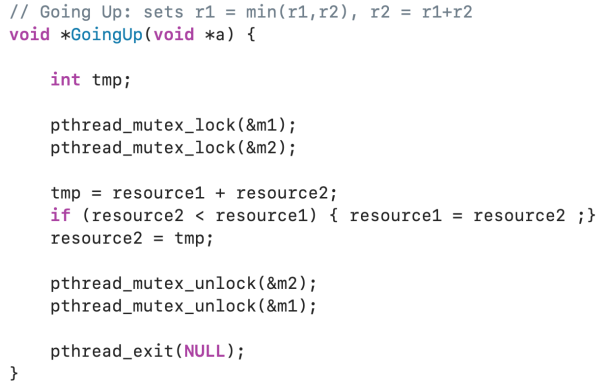 // Going Up: sets r1 = min(r1,r2), r2 = r1+r2
void *GoingUp(void *a) {
int tmp;
pthread_mutex_lock(&m1);
pthread_mutex_lock(&m2);
tmp = resource1 + resource2;
if (resource2 < resource1) { resource1 = resource2 ;}
resource2 = tmp;
pthread_mutex_unlock(&m2);
pthread_mutex_unlock(&m1);
pthread_exit(NULL);
}